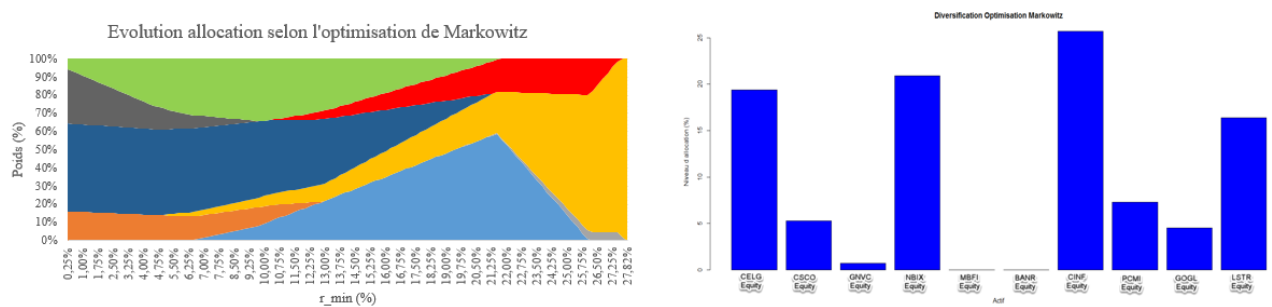 Evolution allocation selon l'optimisation de Markowitz
Poids (%)
100%
90%
80%
70%
60%
50%
40%
30%
20%
10%
0%
0,25%
1,00%
1,75%
2,50%
3,25%
4,00%
4,75%
5,50%
6,25%
7,00%
7,75%
8,50%
9,25%
10,00%
10,75%
11,50%
12,25%
13,00%
13,75%
14,50%
15,25%
16,00%
16,75%
17,50%
18,25%
19,00%
19,75%
20,50%
21,25%
22,00%
22,75%
23,50%
24,25%
25,00%
25,75%
26,50%
27,25%
27,82%
r_min (%)
Diversification Optimisation Markowitz
Niveau d'allocation (%)
25
20
15
10
5
0
CELG
Equity
CSCO
Equity
GNVC
Equity
NBIX
Equity
MBFI
Equity
BANR
Equity
CINF
Equity
PCMI
Equity
GOGL
Equity
LSTR
Equity
Actif